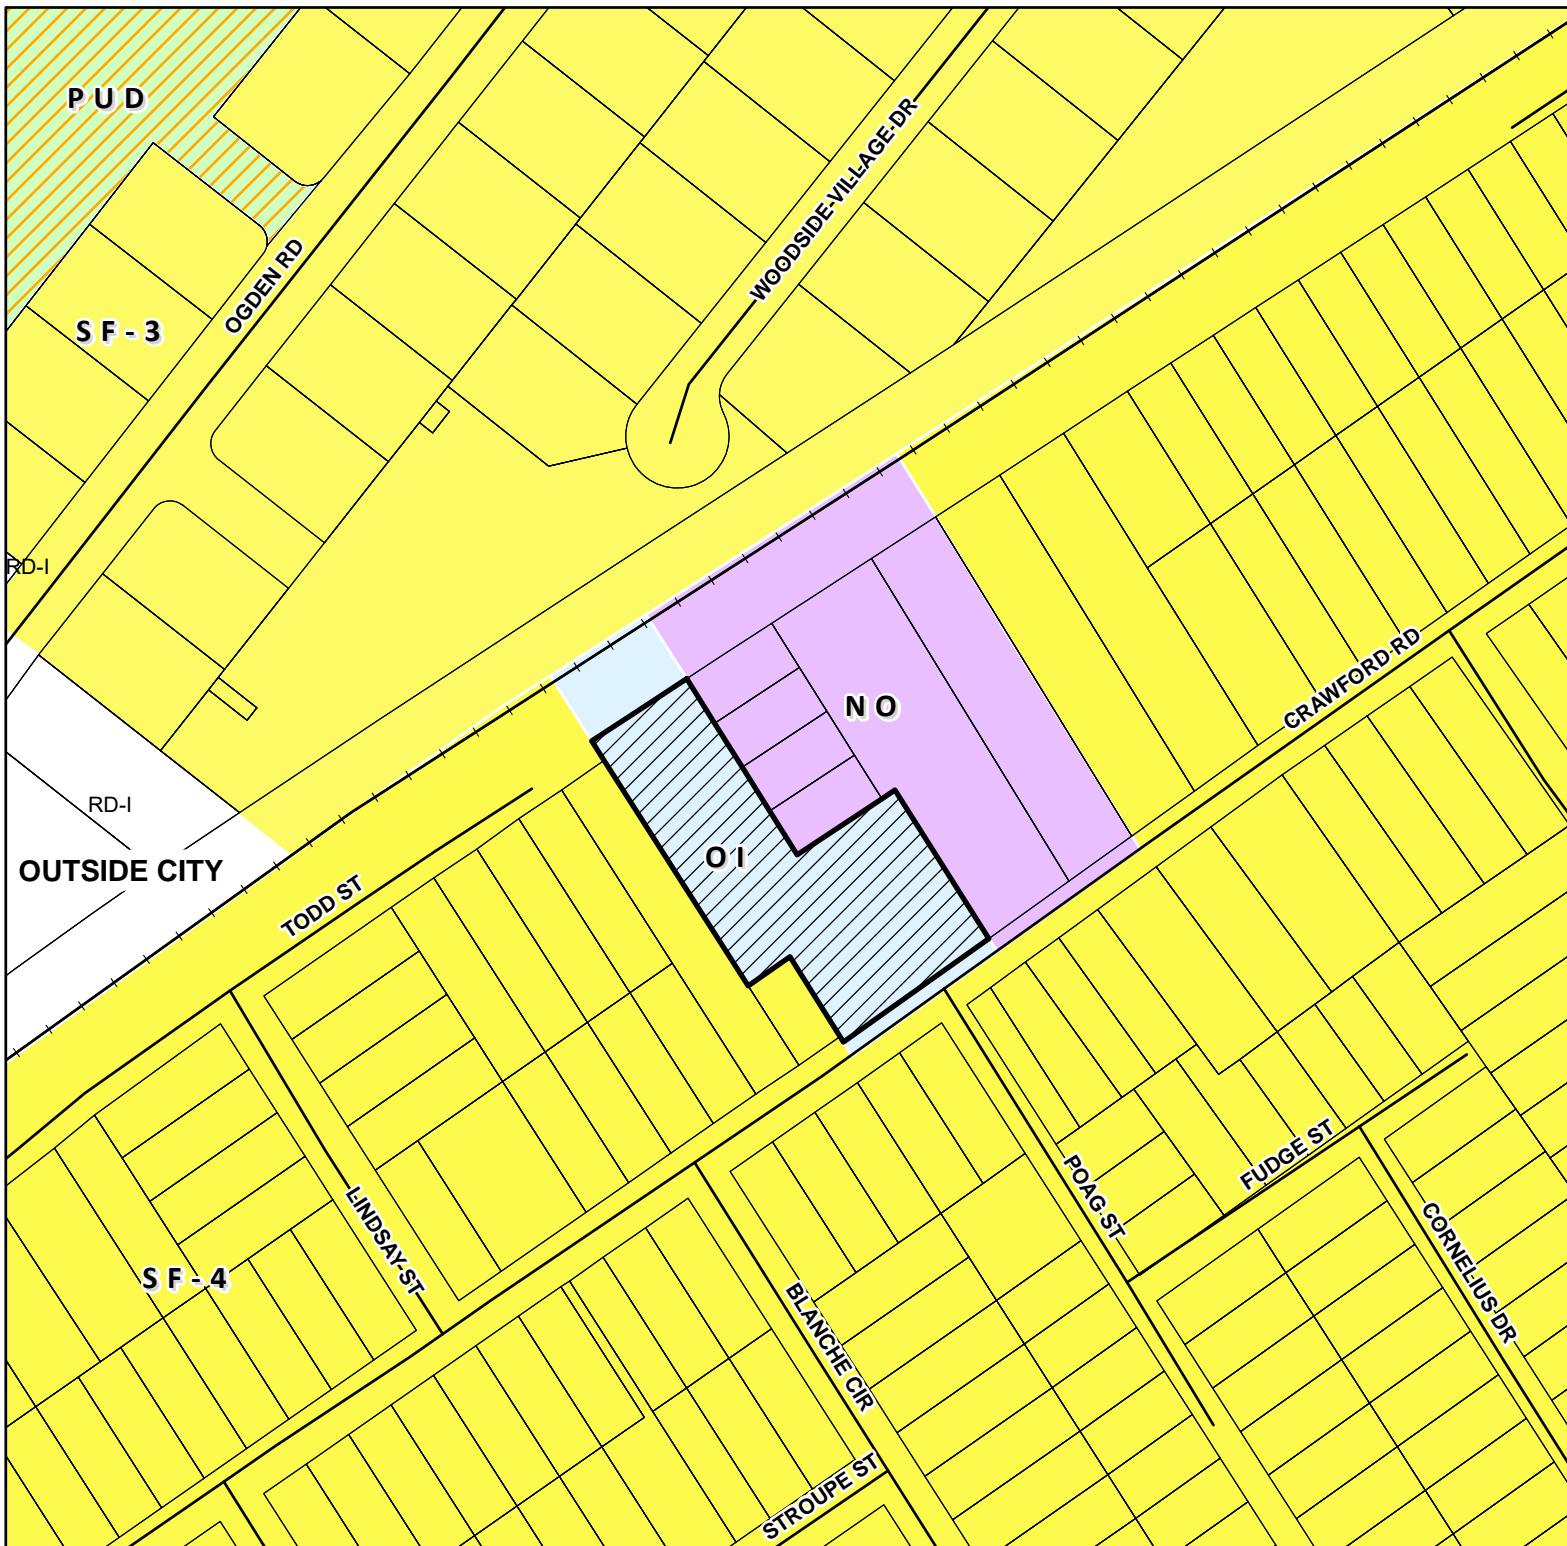 PUD
WOODSIDE-VILLAGE-DR
OGDEN RD
SF-3
RD-I
CRAWFORD-RD
NO
RD-I
OI
OUTSIDE CITY
TODD ST
FUDGE ST
POAG-ST
LINDSAY-ST
CORNELIUS-DR
SF-4
BLANCHE CIR
STROUPE ST